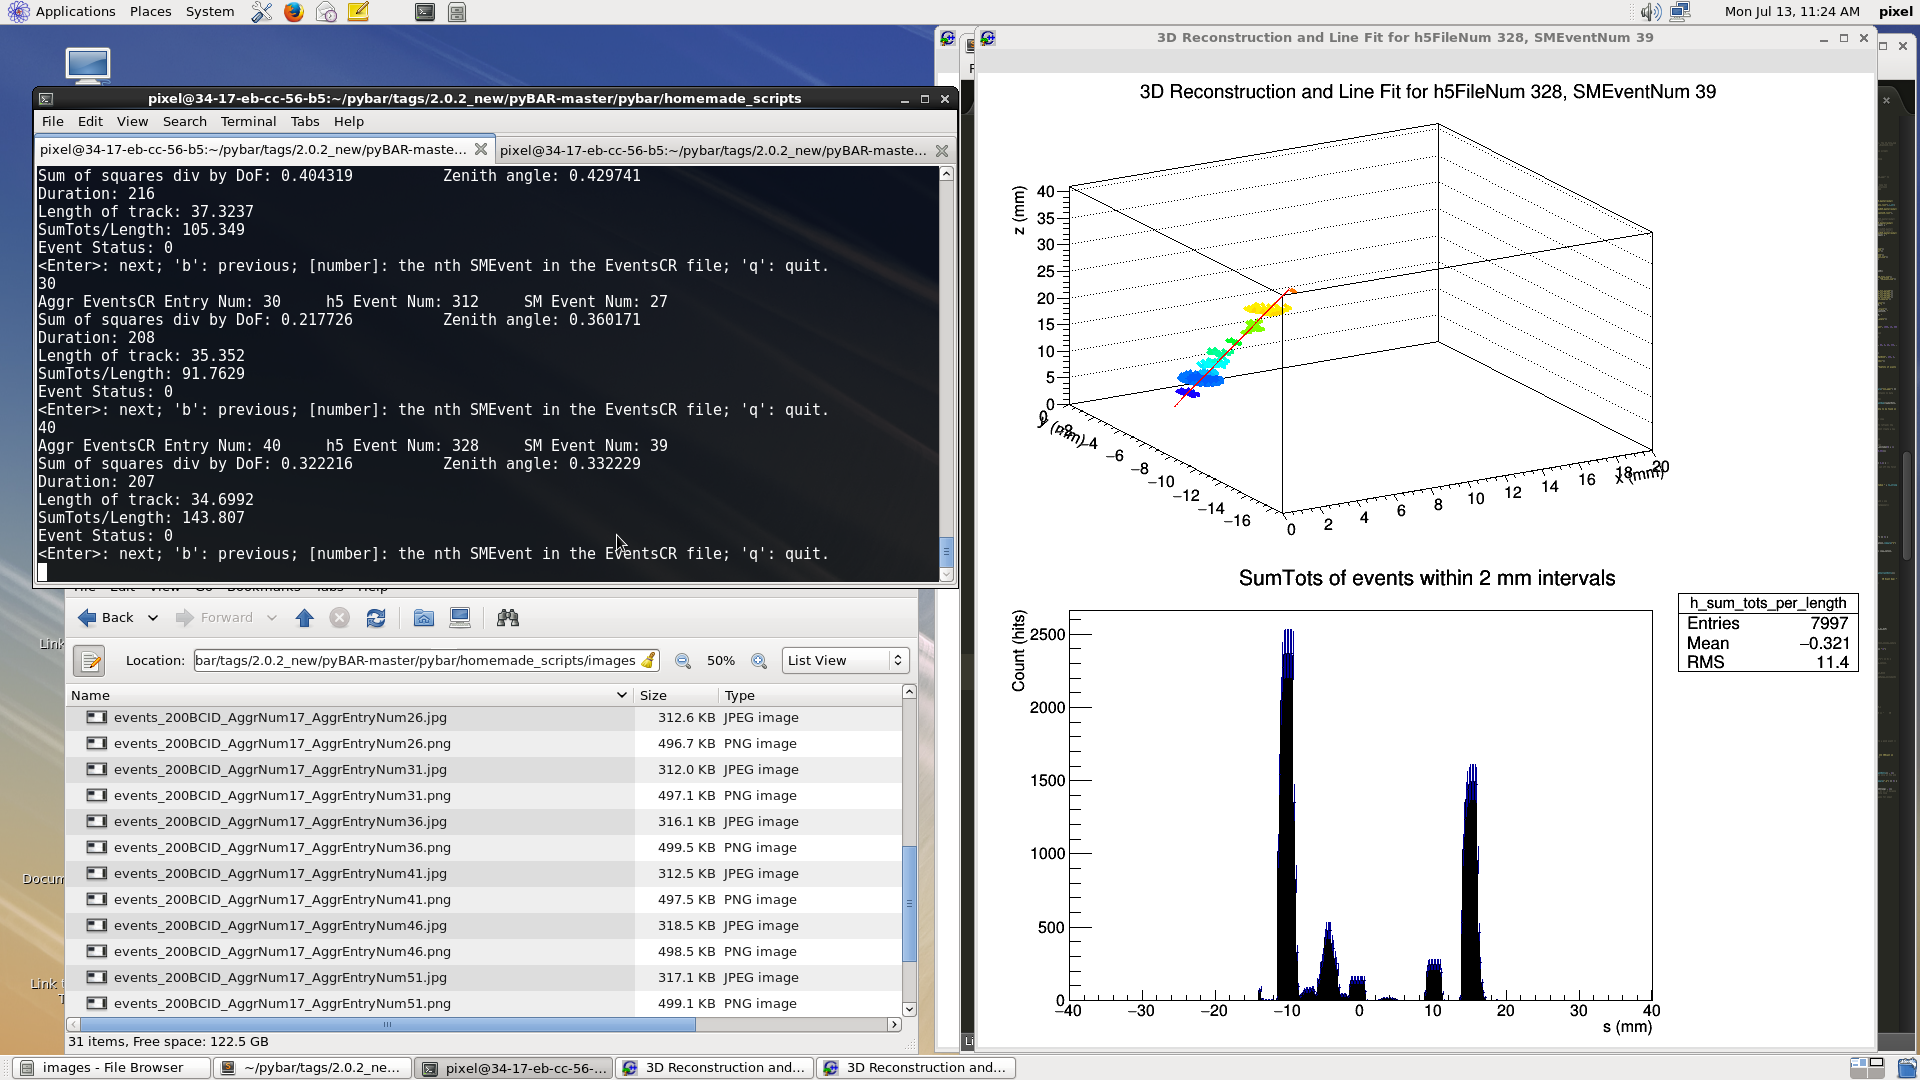 Applications Places System
Mon Jul 13, 11:24 AM pixel
pixel@34-17-eb-cc-56-b5:~/pybar/tags/2.0.2_new/pyBAR-master/pybar/homemade_scripts
File Edit View Search Terminal Tabs Help
pixel@34-17-eb-cc-56-b5:~/pybar/tags/2.0.2_new/pyBAR-maste...
pixel@34-17-eb-cc-56-b5:~/pybar/tags/2.0.2_new/pyBAR-maste...
Sum of squares div by DoF: 0.404319 Zenith angle: 0.429741
Duration: 216
Length of track: 37.3237
SumTots/Length: 105.349
Event Status: 0
<Enter>: next; 'b': previous; [number]: the nth SMEvent in the EventsCR file; 'q': quit.
30
Aggr EventsCR Entry Num: 30 h5 Event Num: 312 SM Event Num: 27
Sum of squares div by DoF: 0.217726 Zenith angle: 0.360171
Duration: 208
Length of track: 35.352
SumTots/Length: 91.7629
Event Status: 0
<Enter>: next; 'b': previous; [number]: the nth SMEvent in the EventsCR file; 'q': quit.
40
Aggr EventsCR Entry Num: 40 h5 Event Num: 328 SM Event Num: 39
Sum of squares div by DoF: 0.322216 Zenith angle: 0.332229
Duration: 207
Length of track: 34.6992
SumTots/Length: 143.807
Event Status: 0
<Enter>: next; 'b': previous; [number]: the nth SMEvent in the EventsCR file; 'q': quit.
Back Forward
Location: bar/tags/2.0.2_new/pyBAR-master/pybar/homemade_scripts/images 50% List View
Name Size Type
events_200BCID_AggrNum17_AggrEntryNum26.jpg 312.6 KB JPEG image
events_200BCID_AggrNum17_AggrEntryNum26.png 496.7 KB PNG image
events_200BCID_AggrNum17_AggrEntryNum31.jpg 312.0 KB JPEG image
events_200BCID_AggrNum17_AggrEntryNum31.png 497.1 KB PNG image
events_200BCID_AggrNum17_AggrEntryNum36.jpg 316.1 KB JPEG image
events_200BCID_AggrNum17_AggrEntryNum36.png 499.5 KB PNG image
events_200BCID_AggrNum17_AggrEntryNum41.jpg 312.5 KB JPEG image
events_200BCID_AggrNum17_AggrEntryNum41.png 497.5 KB PNG image
events_200BCID_AggrNum17_AggrEntryNum46.jpg 318.5 KB JPEG image
events_200BCID_AggrNum17_AggrEntryNum46.png 498.5 KB PNG image
events_200BCID_AggrNum17_AggrEntryNum51.jpg 317.1 KB JPEG image
events_200BCID_AggrNum17_AggrEntryNum51.png 499.1 KB PNG image
31 items, Free space: 122.5 GB
Link
Docum
Link t
3D Reconstruction and Line Fit for h5FileNum 328, SMEventNum 39
3D Reconstruction and Line Fit for h5FileNum 328, SMEventNum 39
z (mm)
40
35
30
25
20
15
10
5
0
y (mm)
0 −2 −4 −6 −8 −10 −12 −14 −16
0 2 4 6 8 10 12 14 16 18 20
x (mm)
SumTots of events within 2 mm intervals
h_sum_tots_per_length
Entries 7997
Mean −0.321
RMS 11.4
Count (hits)
2500
2000
1500
1000
500
0
−40 −30 −20 −10 0 10 20 30 40
s (mm)
images - File Browser
~/pybar/tags/2.0.2_ne...
pixel@34-17-eb-cc-56-...
3D Reconstruction and...
3D Reconstruction and...